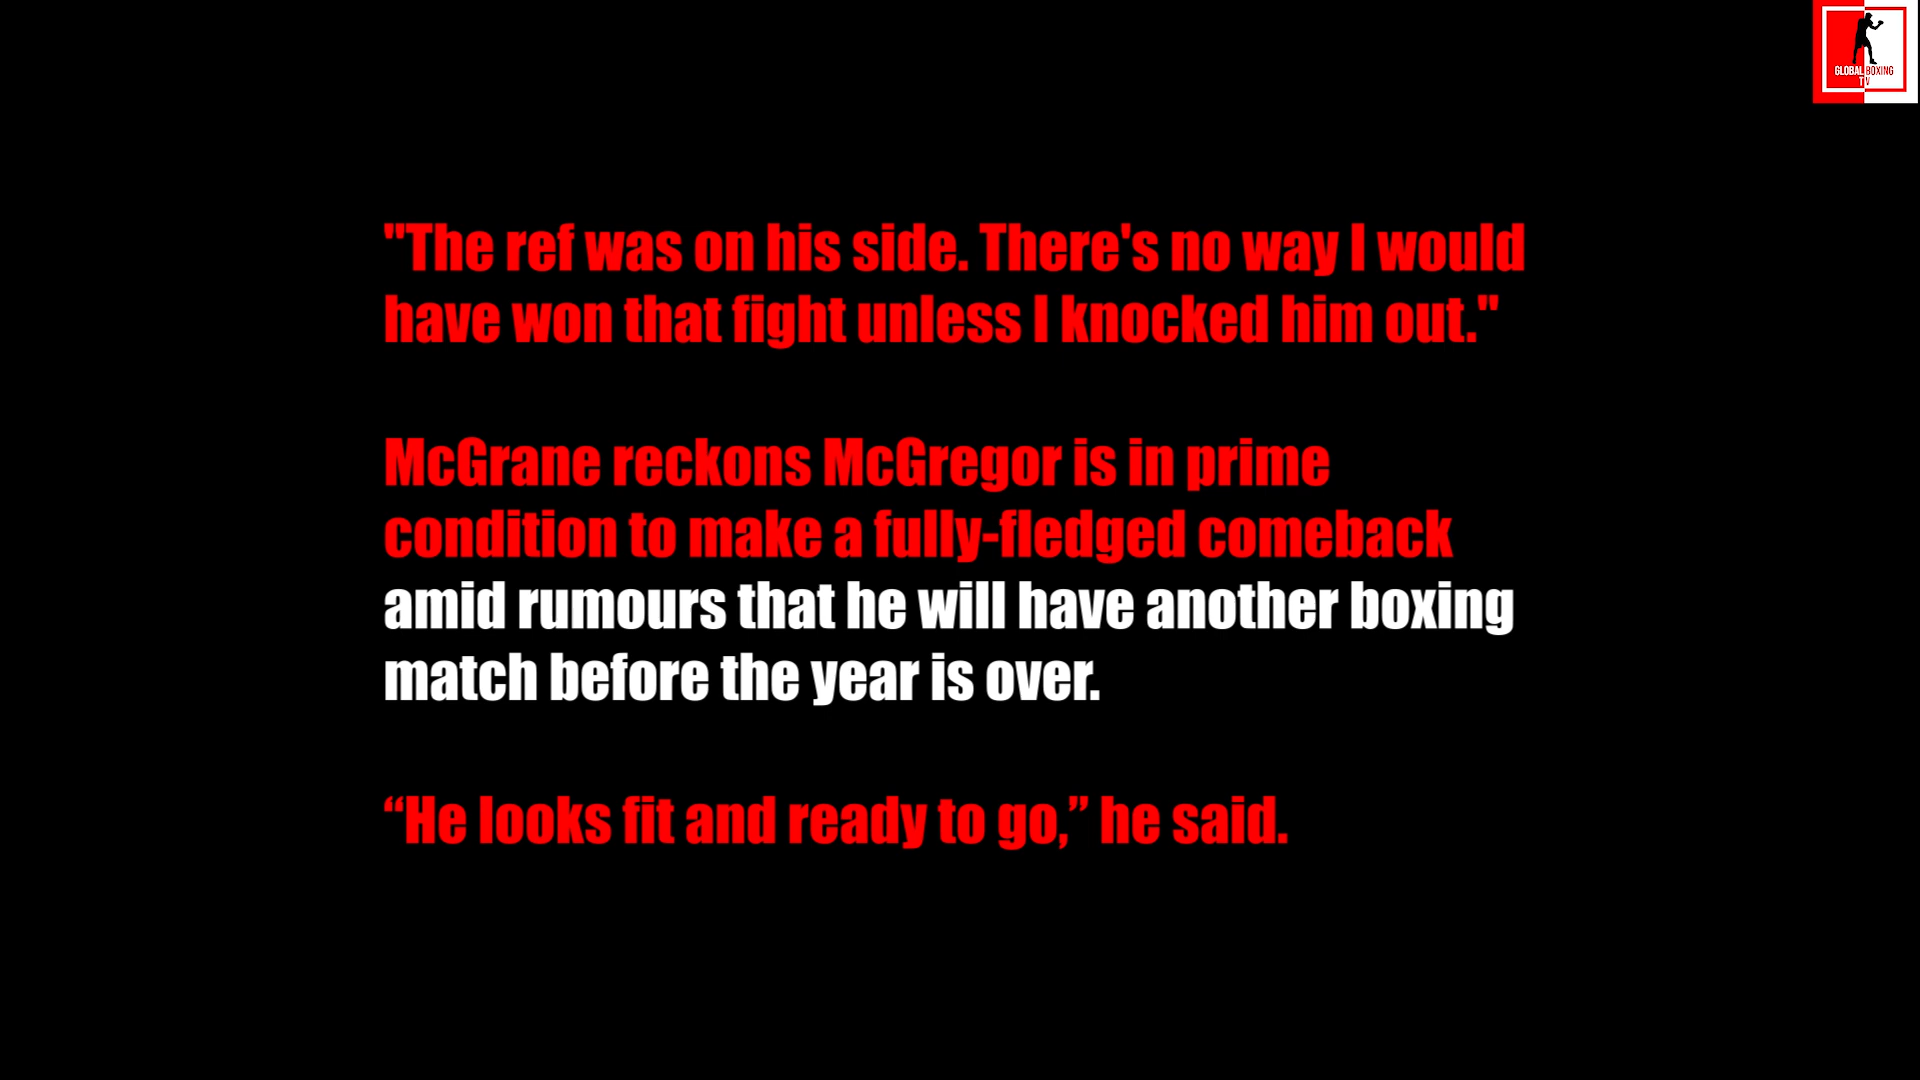 GLOBAL BOXING
TV
"The ref was on his side. There's no way I would
have won that fight unless I knocked him out."
McGrane reckons McGregor is in prime
condition to make a fully-fledged comeback
amid rumours that he will have another boxing
match before the year is over.
“He looks fit and ready to go,” he said.